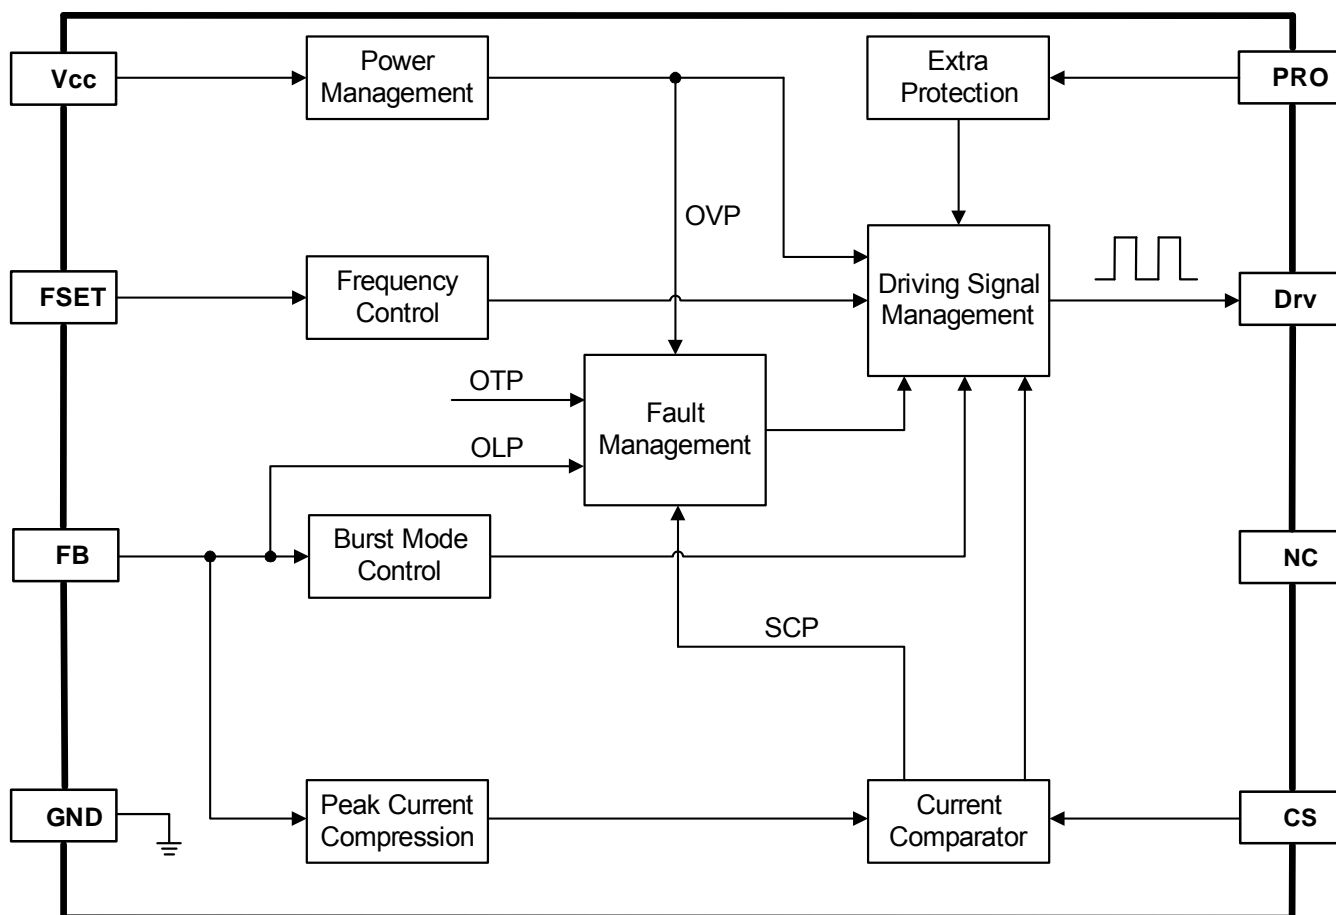 Vcc
Power
Management
Extra
Protection
PRO
OVP
FSET
Frequency
Control
Driving Signal
Management
Drv
OTP
Fault
Management
OLP
FB
Burst Mode
Control
NC
SCP
GND
Peak Current
Compression
Current
Comparator
CS